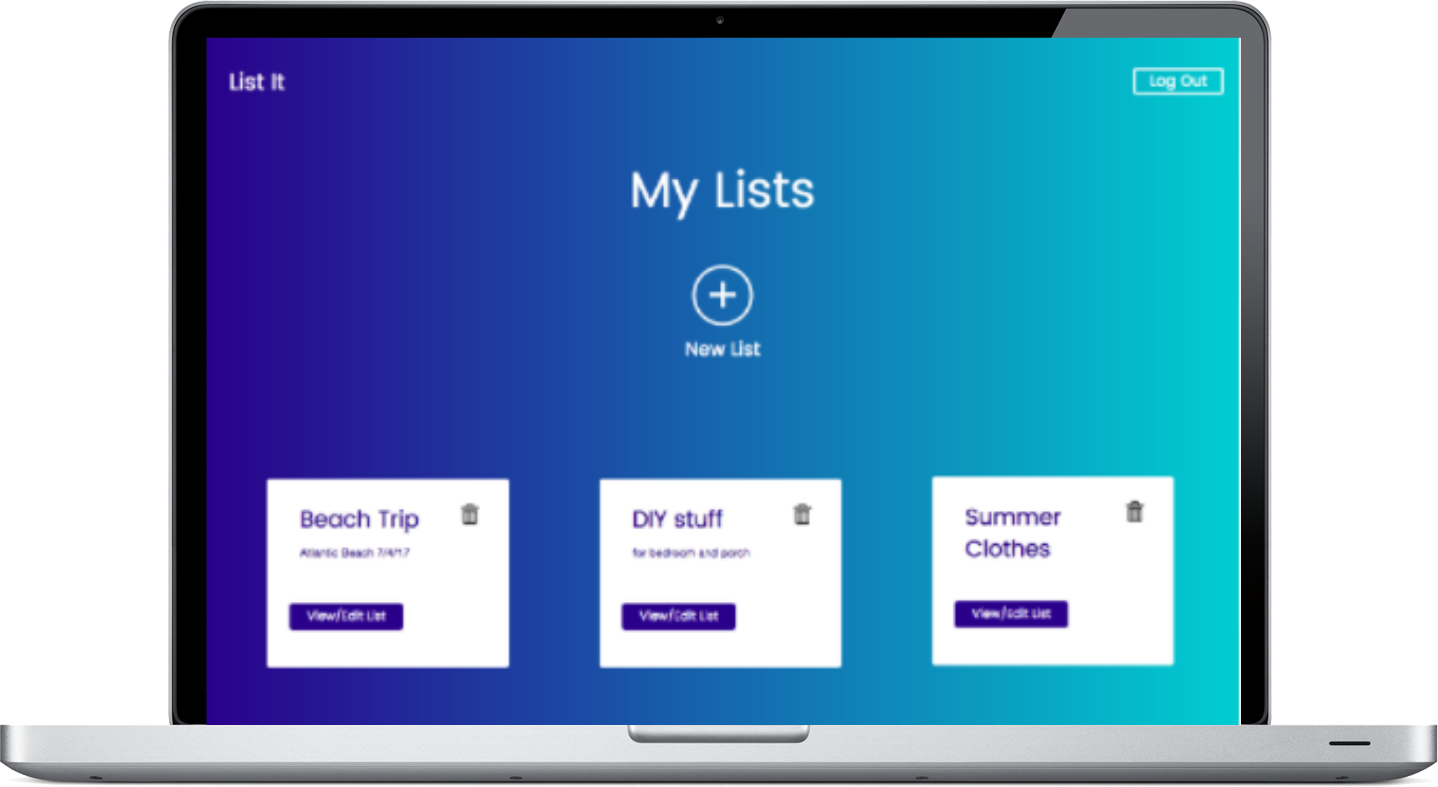 List It
Log Out
My Lists
New List
Beach Trip
Atlantic Beach 7/4/17
View/Edit List
DIY stuff
for bedroom and porch
View/Edit List
Summer
Clothes
View/Edit List